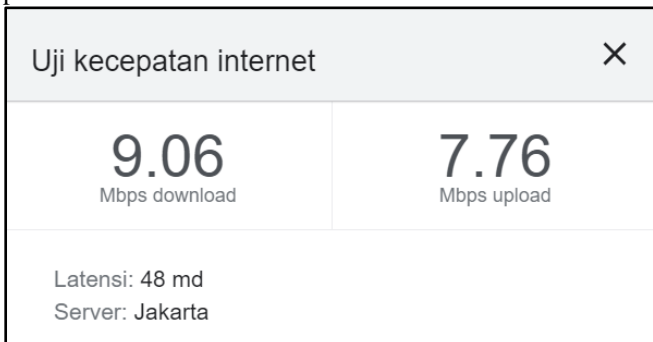 Uji kecepatan internet
9.06
Mbps download
7.76
Mbps upload
Latensi: 48 md
Server: Jakarta